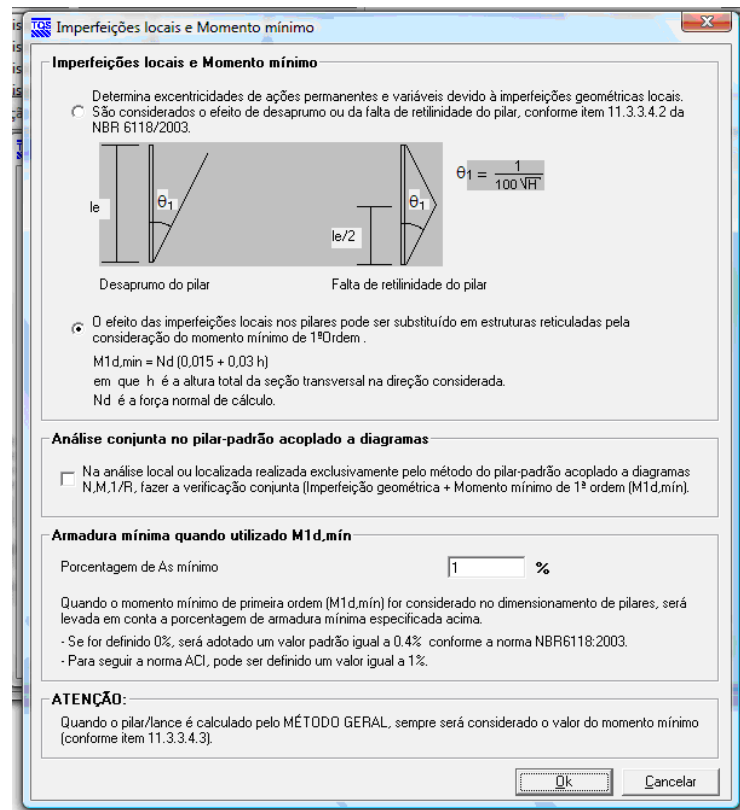 TQS Imperfeições locais e Momento mínimo
Imperfeições locais e Momento mínimo
Determina excentricidades de ações permanentes e variáveis devido à imperfeições geométricas locais.
São considerados o efeito de desaprumo ou da falta de retilinidade do pilar, conforme item 11.3.3.4.2 da
NBR 6118/2003.
le
θ1
le/2
θ1
θ1 = 1
100 √H
Desaprumo do pilar
Falta de retilinidade do pilar
O efeito das imperfeições locais nos pilares pode ser substituído em estruturas reticuladas pela
consideração do momento mínimo de 1ªOrdem .
M1d,min = Nd (0,015 + 0,03 h)
em que h é a altura total da seção transversal na direção considerada.
Nd é a força normal de cálculo.
Análise conjunta no pilar-padrão acoplado a diagramas
Na análise local ou localizada realizada exclusivamente pelo método do pilar-padrão acoplado a diagramas
N,M,1/R, fazer a verificação conjunta (Imperfeição geométrica + Momento mínimo de 1ª ordem (M1d,mín).
Armadura mínima quando utilizado M1d,mín
Porcentagem de As mínimo 1 %
Quando o momento mínimo de primeira ordem (M1d,mín) for considerado no dimensionamento de pilares, será
levada em conta a porcentagem de armadura mínima especificada acima.
- Se for definido 0%, será adotado um valor padrão igual a 0.4% conforme a norma NBR6118:2003.
- Para seguir a norma ACI, pode ser definido um valor igual a 1%.
ATENÇÃO:
Quando o pilar/lance é calculado pelo MÉTODO GERAL, sempre será considerado o valor do momento mínimo
(conforme item 11.3.3.4.3).
Ok
Cancelar